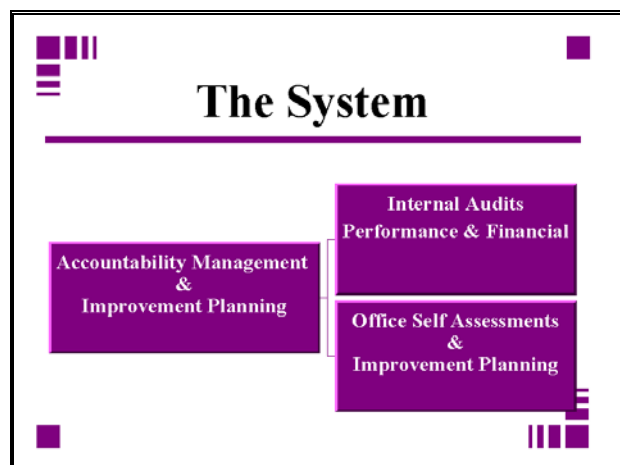 The System
Accountability Management
&
Improvement Planning
Internal Audits
Performance & Financial
Office Self Assessments
&
Improvement Planning